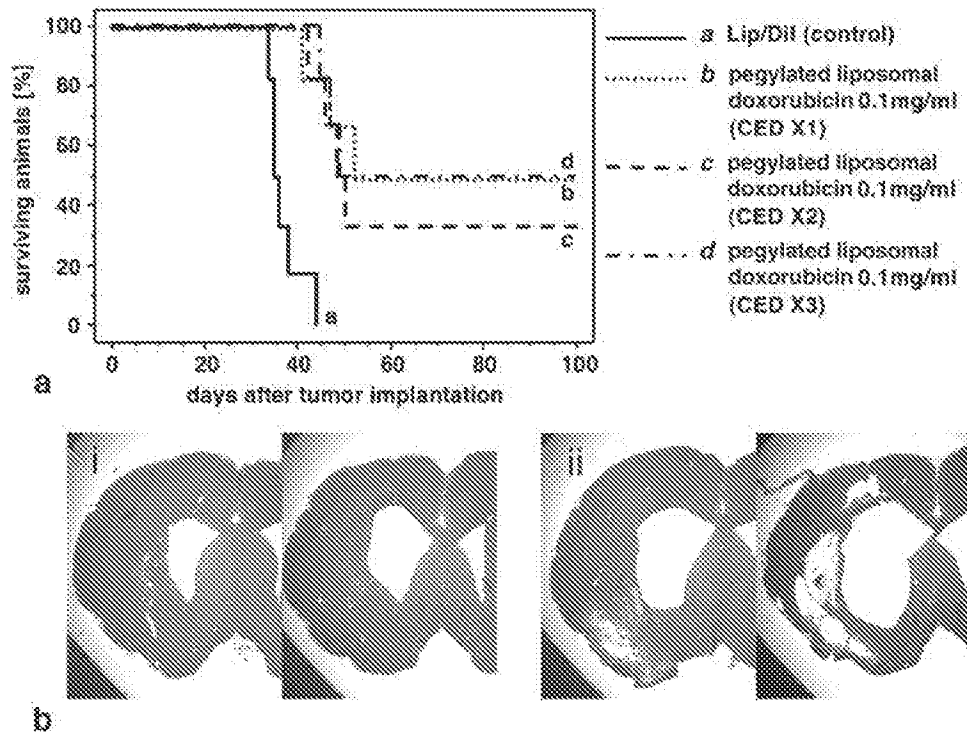 100
80
60
40
20
0
surviving animals [%]
a
b
c
d
0 20 40 60 80 100
days after tumor implantation
a Lip/DiI (control)
b pegylated liposomal
doxorubicin 0.1mg/ml
(CED X1)
c pegylated liposomal
doxorubicin 0.1mg/ml
(CED X2)
d pegylated liposomal
doxorubicin 0.1mg/ml
(CED X3)
a
i
ii
b